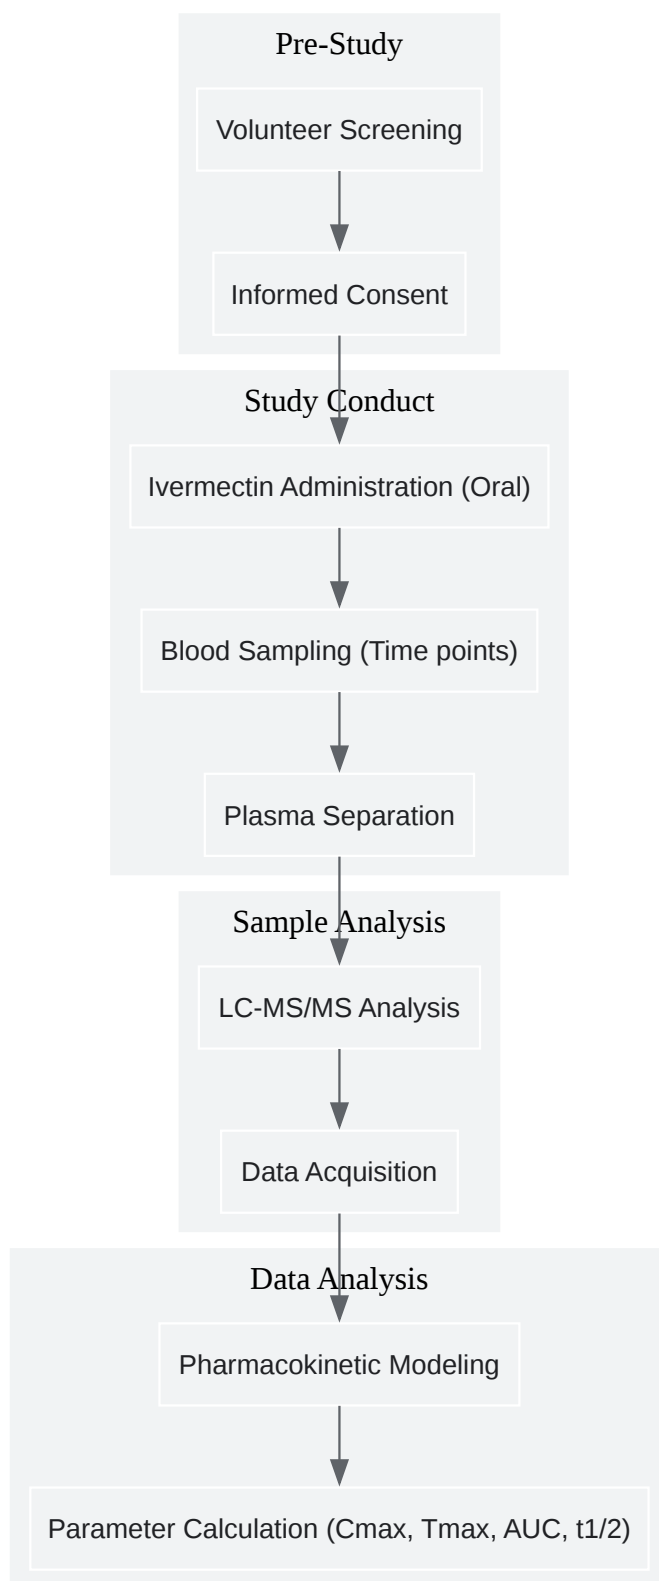 Pre-Study
Volunteer Screening
Informed Consent
Study Conduct
Ivermectin Administration (Oral)
Blood Sampling (Time points)
Plasma Separation
Sample Analysis
LC-MS/MS Analysis
Data Acquisition
Data Analysis
Pharmacokinetic Modeling
Parameter Calculation (Cmax, Tmax, AUC, t1/2)